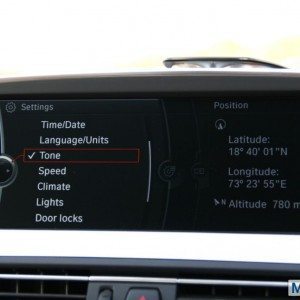 Settings
Time/Date
Language/Units
Tone
Speed
Climate
Lights
Door locks
Position
Latitude:
18° 40' 01"N
Longitude:
73° 23' 55"E
Altitude 780 m